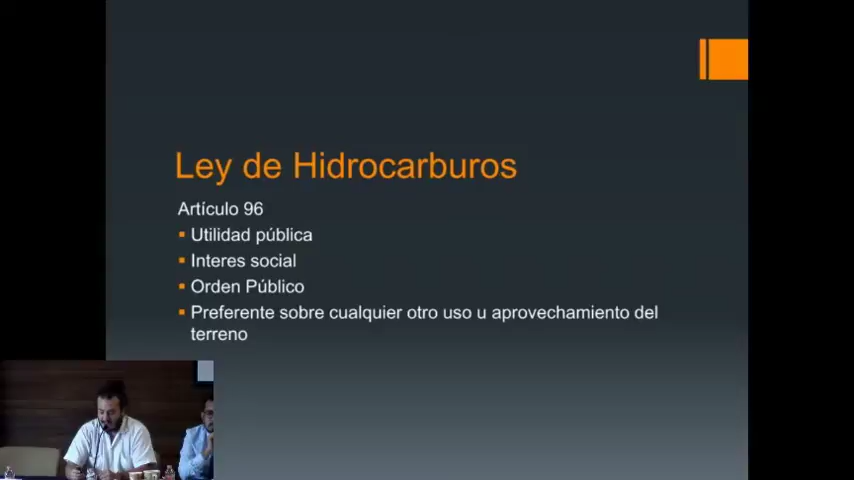 Ley de Hidrocarburos
Artículo 96
Utilidad pública
Interes social
Orden Público
Preferente sobre cualquier otro uso u aprovechamiento del
terreno